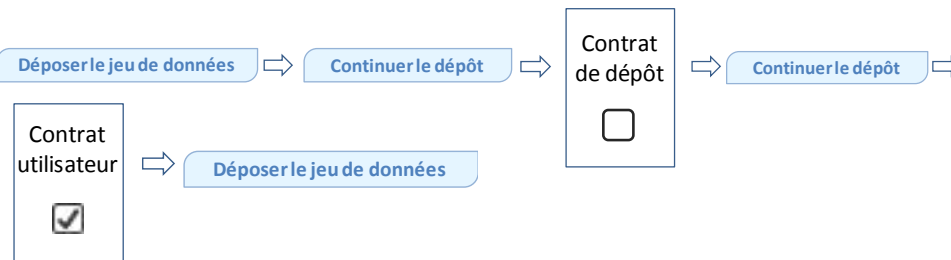 Déposer le jeu de données
Continuer le dépôt
Contrat
de dépôt
Continuer le dépôt
Contrat
utilisateur
Déposer le jeu de données